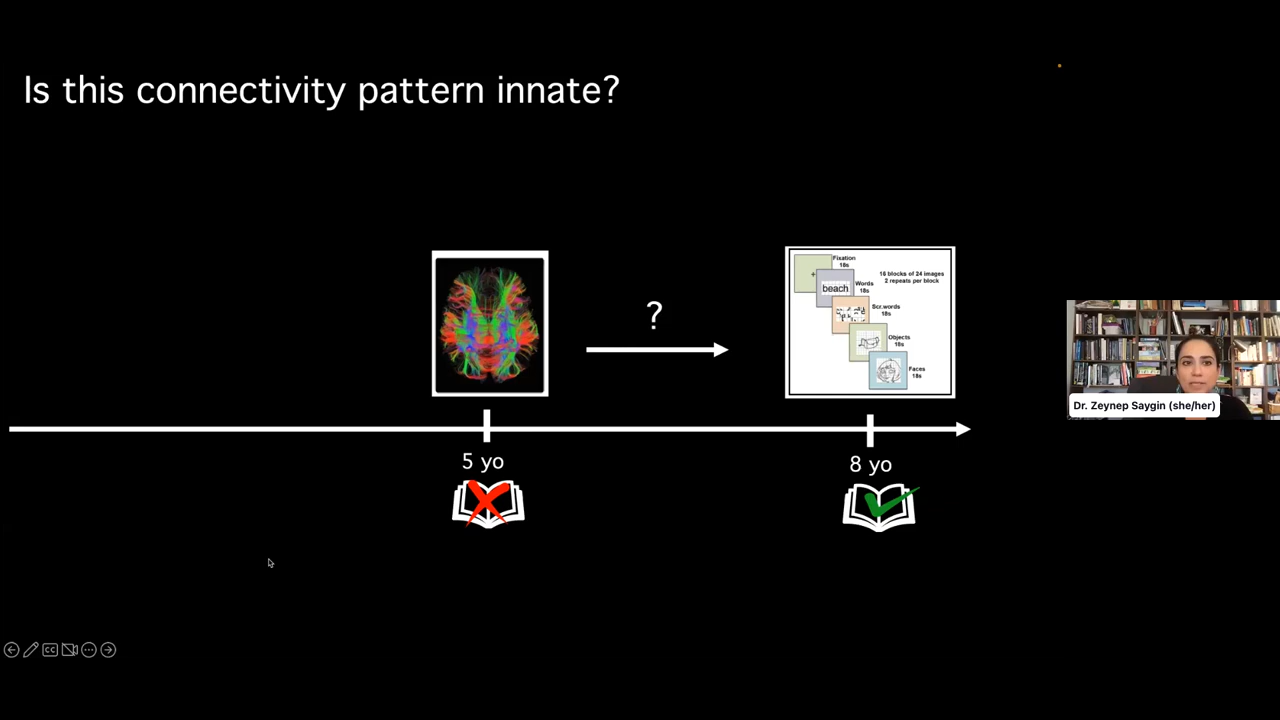 Is this connectivity pattern innate?
?
Fixation
18s
16 blocks of 24 images
2 repeats per block
+
beach
Words
18s
Scr.words
18s
Objects
18s
Faces
18s
Dr. Zeynep Saygin (she/her)
5 yo
8 yo
CC